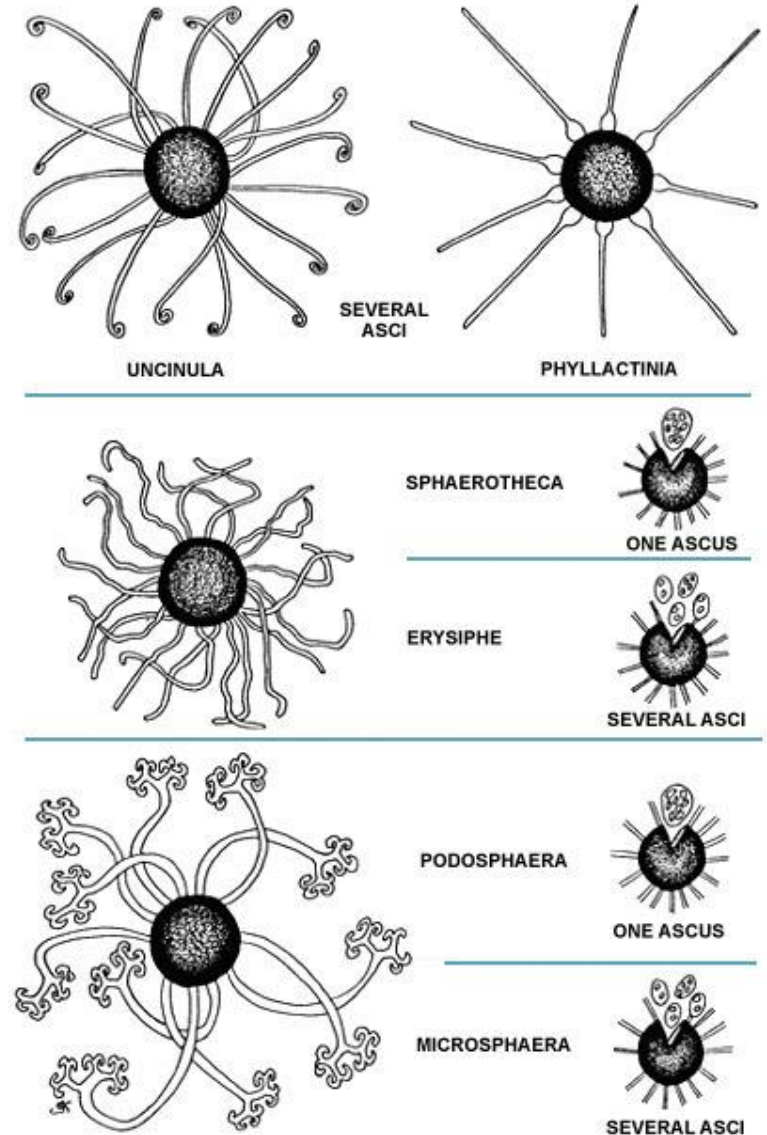 SEVERAL
ASCI
UNCINULA
PHYLLACTINIA
SPHAEROTHECA
ONE ASCUS
ERYSIPHE
SEVERAL ASCI
PODOSPHAERA
ONE ASCUS
MICROSPHAERA
SEVERAL ASCI